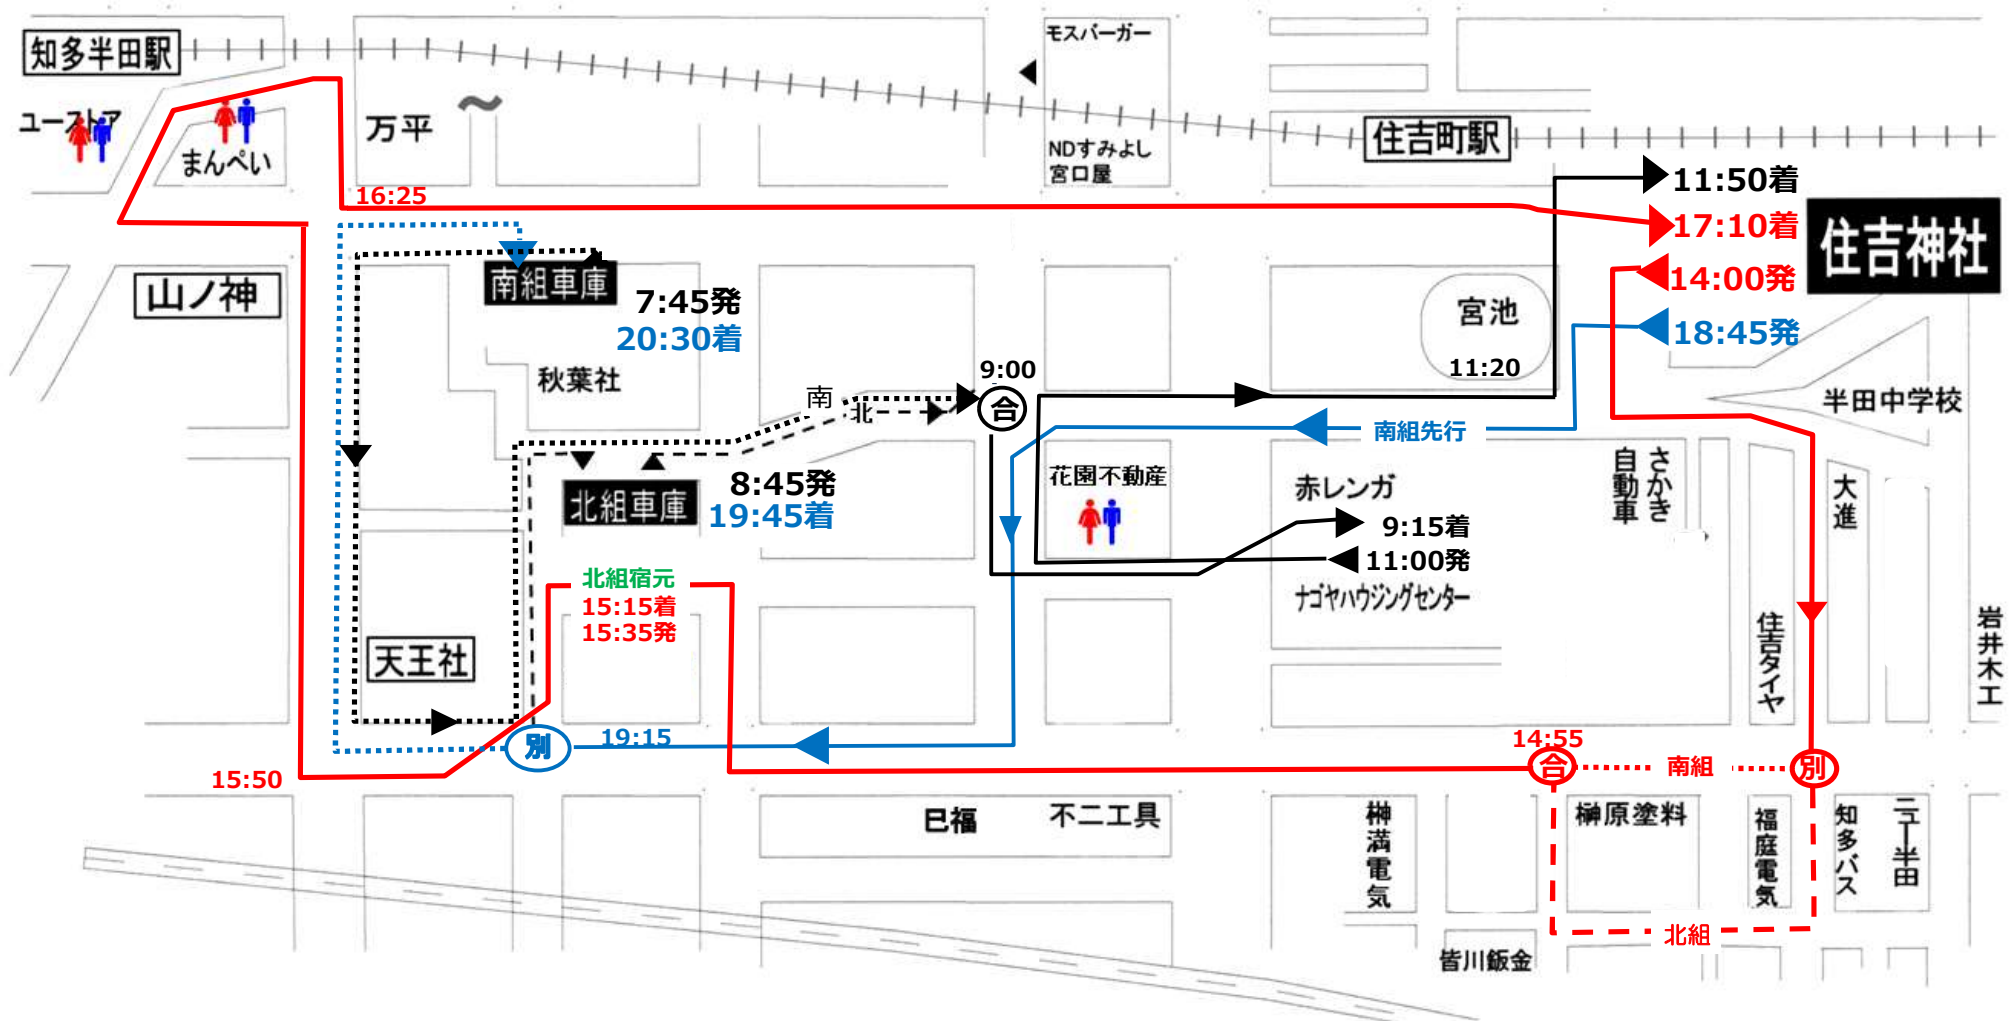 モスバーガー
知多半田駅
ユーストア
まんぺい
万平
住吉町駅
NDすみよし
宮口屋
11:50着
16:25
17:10着
住吉神社
山ノ神
南組車庫
14:00発
7:45発
20:30着
宮池
18:45発
秋葉社
9:00
11:20
南
北
合
半田中学校
南組先行
花園不動産
赤レンガ
さかき
自動車
大進
8:45発
北組車庫
19:45着
9:15着
11:00発
北組宿元
15:15着
15:35発
ナゴヤハウジングセンター
天王社
住吉タイヤ
岩井木工
別
19:15
14:55
15:50
合
南組
別
巳福
不二工具
榊満電気
榊原塗料
福庭電気
知多バス
ニュー半田
北組
皆川鈑金